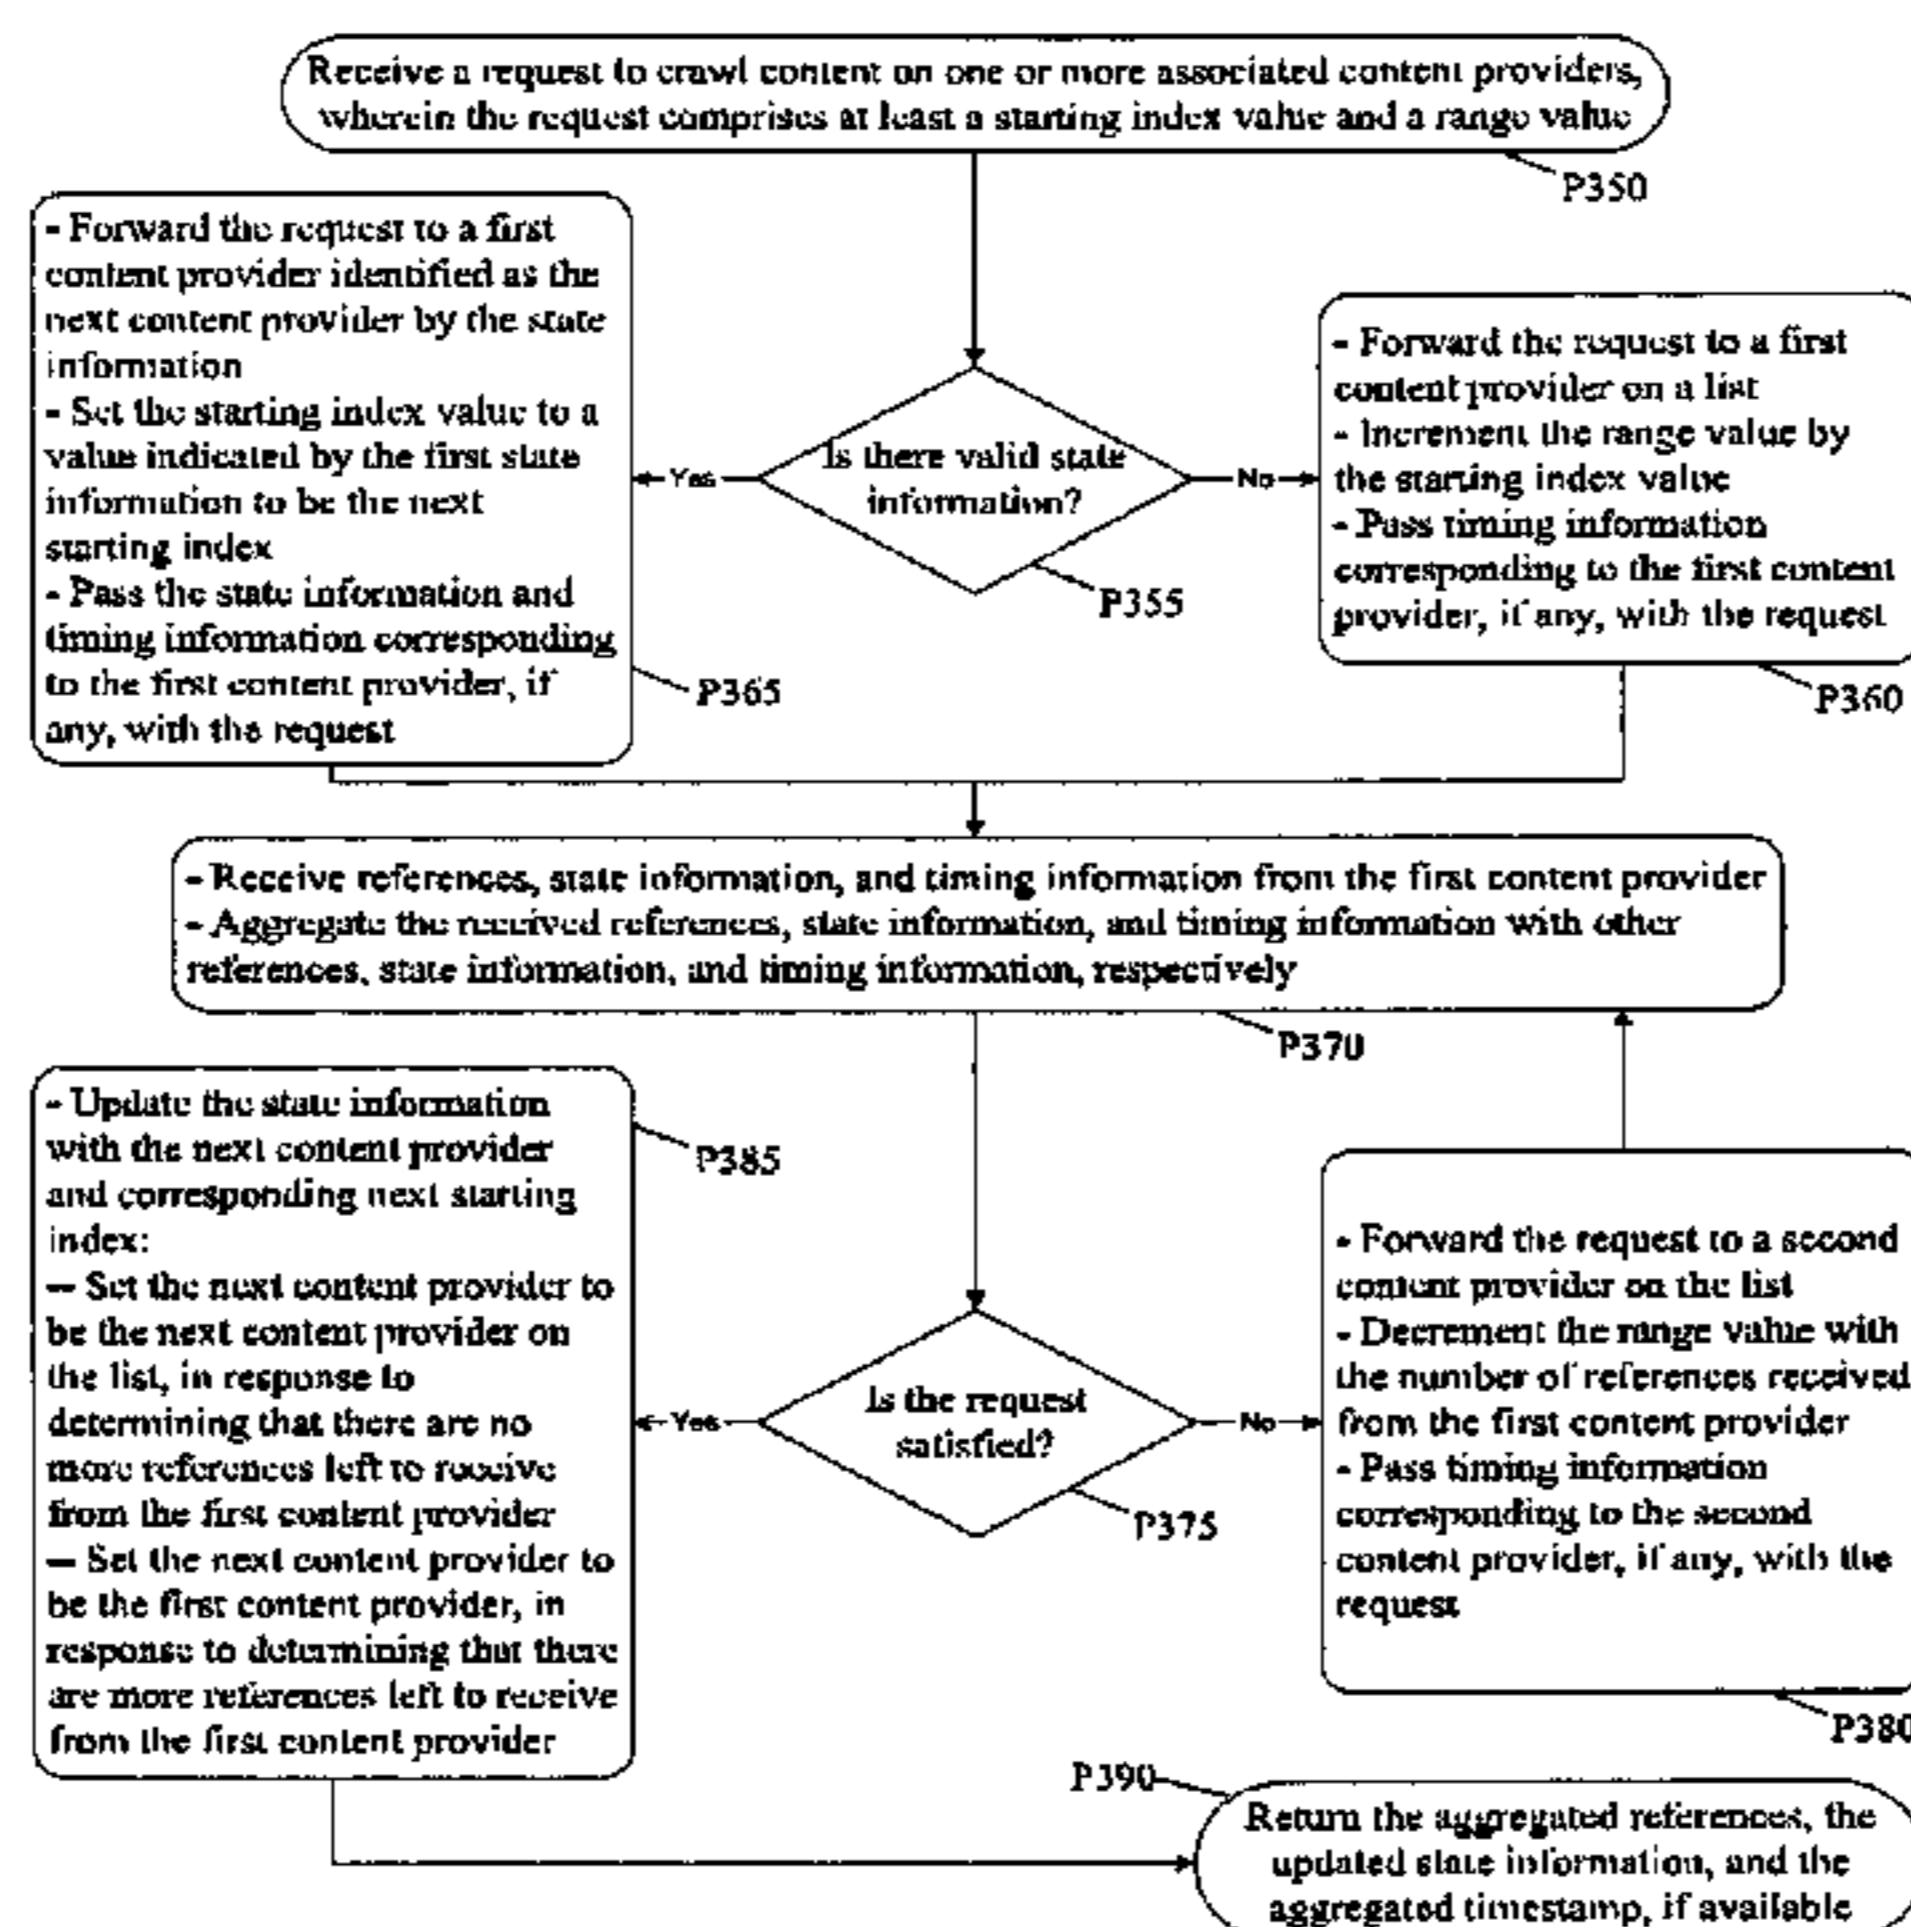 Receive a request to crawl content on one or more associated content providers,
wherein the request comprises at least a starting index value and a range value
P350
- Forward the request to a first
content provider identified as the
next content provider by the state
information
- Set the starting index value to a
value indicated by the first state
information to be the next
starting index
- Pass the state information and
timing information corresponding
to the first content provider, if
any, with the request
P365
Yes
Is there valid state
information?
P355
No
- Forward the request to a first
content provider on a list
- Increment the range value by
the starting index value
- Pass timing information
corresponding to the first content
provider, if any, with the request
P360
- Receive references, state information, and timing information from the first content provider
- Aggregate the received references, state information, and timing information with other
references, state information, and timing information, respectively
P370
- Update the state information
with the next content provider
and corresponding next starting
index:
-- Set the next content provider to
be the next content provider on
the list, in response to
determining that there are no
more references left to receive
from the first content provider
-- Set the next content provider to
be the first content provider, in
response to determining that there
are more references left to receive
from the first content provider
P385
Yes
Is the request
satisfied?
P375
No
- Forward the request to a second
content provider on the list
- Decrement the range value with
the number of references received
from the first content provider
- Pass timing information
corresponding to the second
content provider, if any, with the
request
P380
P390
Return the aggregated references, the
updated state information, and the
aggregated timestamp, if available